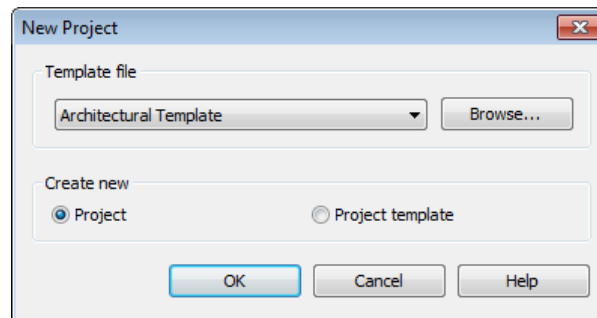 New Project
Template file
Architectural Template
Browse...
Create new
Project
Project template
OK
Cancel
Help